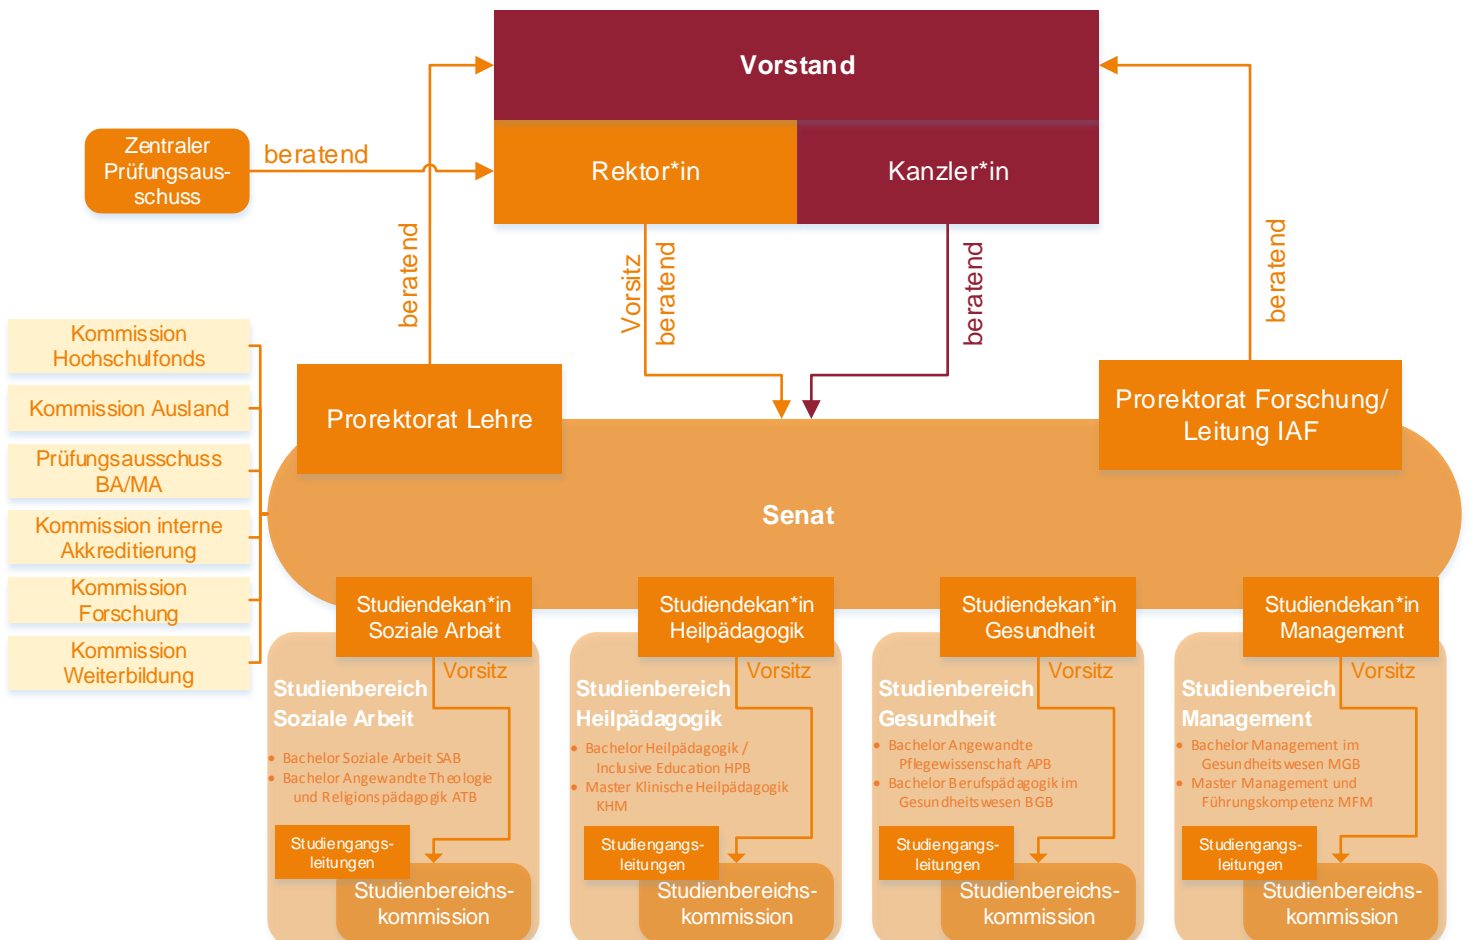 Vorstand
Rektor*in
Kanzler*in
Zentraler
Prüfungsaus-
schuss
beratend
beratend
Vorsitz
beratend
beratend
beratend
Kommission
Hochschulfonds
Kommission Ausland
Prüfungsausschuss
BA/MA
Kommission interne
Akkreditierung
Kommission
Forschung
Kommission
Weiterbildung
Prorektorat Lehre
Prorektorat Forschung/
Leitung IAF
Senat
Studiendekan*in
Soziale Arbeit
Vorsitz
Studienbereich
Soziale Arbeit
• Bachelor Soziale Arbeit SAB
• Bachelor Angewandte Theologie
und Religionspädagogik ATB
Studiengangs-
leitungen
Studienbereichs-
kommission
Studiendekan*in
Heilpädagogik
Vorsitz
Studienbereich
Heilpädagogik
• Bachelor Heilpädagogik /
Inclusive Education HPB
• Master Klinische Heilpädagogik
KHM
Studiengangs-
leitungen
Studienbereichs-
kommission
Studiendekan*in
Gesundheit
Vorsitz
Studienbereich
Gesundheit
• Bachelor Angewandte
Pflegewissenschaft APB
• Bachelor Berufspädagogik im
Gesundheitswesen BGB
Studiengangs-
leitungen
Studienbereichs-
kommission
Studiendekan*in
Management
Vorsitz
Studienbereich
Management
• Bachelor Management im
Gesundheitswesen MGB
• Master Management und
Führungskompetenz MFM
Studiengangs-
leitungen
Studienbereichs-
kommission